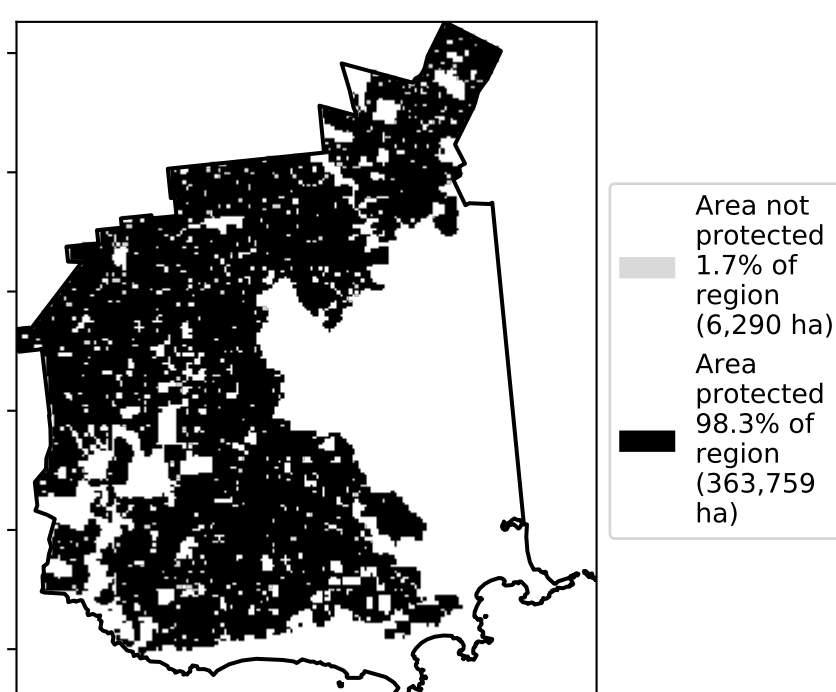 Area not
protected
1.7% of
region
(6,290 ha)
Area
protected
98.3% of
region
(363,759
ha)